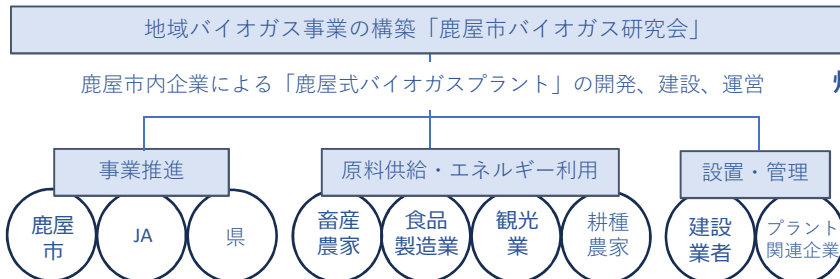 地域バイオガス事業の構築「鹿屋市バイオガス研究会」
鹿屋市内企業による「鹿屋式バイオガスプラント」の開発、建設、運営
事業推進
原料供給・エネルギー利用
設置・管理
鹿屋
市
JA
県
畜産
農家
食品
製造業
観光
業
耕種
農家
建設
業者
プラント
関連企業